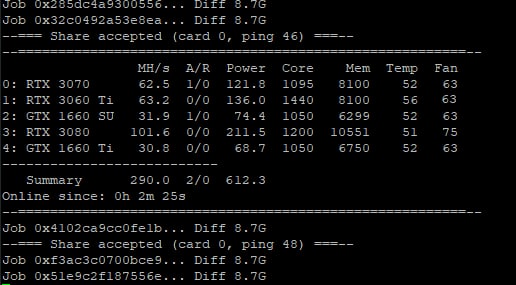 Job 0x285dc4a9300556... Diff 8.7G
Job 0x32c0492a53e8ea... Diff 8.7G
--=== Share accepted (card 0, ping 46) ===--
--====================================================--
MH/s A/R Power Core Mem Temp Fan
0: RTX 3070 62.5 1/0 121.8 1095 8100 52 63
1: RTX 3060 Ti 63.2 0/0 136.0 1440 8100 56 63
2: GTX 1660 SU 31.9 1/0 74.4 1050 6299 52 63
3: RTX 3080 101.6 0/0 211.5 1200 10551 51 75
4: GTX 1660 Ti 30.8 0/0 68.7 1050 6750 52 63
----------------------------
Summary 290.0 2/0 612.3
Online since: 0h 2m 25s
--====================================================--
Job 0x4102ca9cc0fe1b... Diff 8.7G
--=== Share accepted (card 0, ping 48) ===--
Job 0xf3ac3c0700bce9... Diff 8.7G
Job 0x51e9c2f187556e... Diff 8.7G